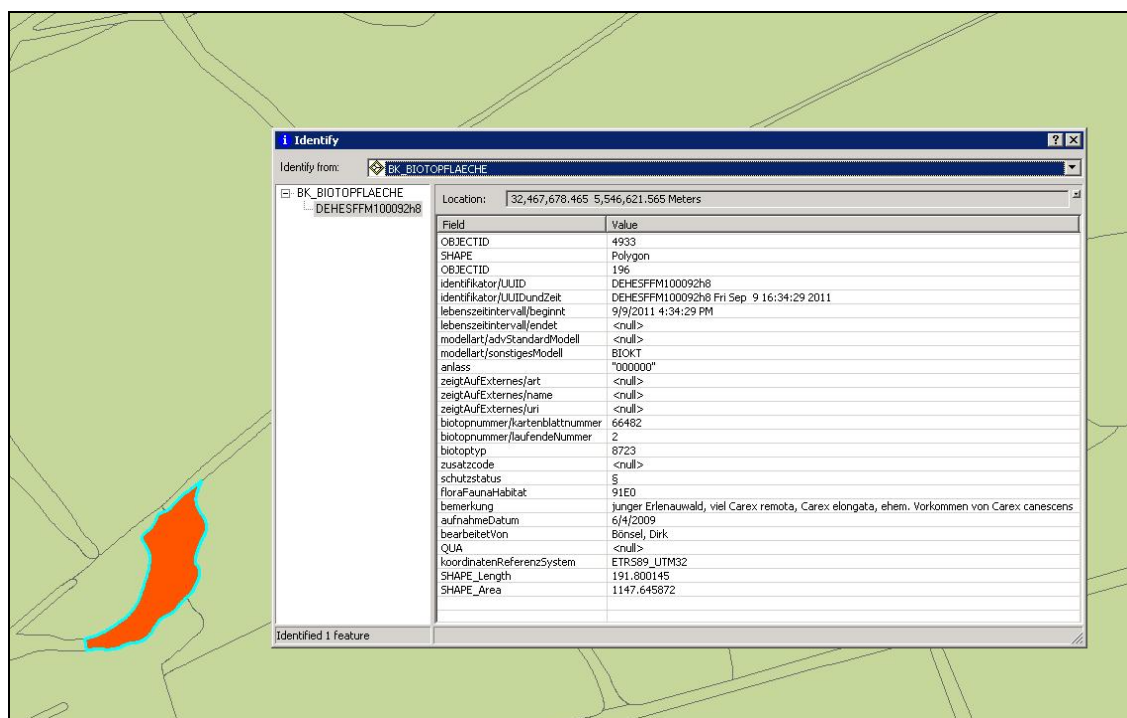 i Identify
Identify from: BK_BIOTOPFLAECHE
BK_BIOTOPFLAECHE
DEHESFFM100092h8
Location: 32,467,678.465 5,546,621.565 Meters
Field Value
OBJECTID 4933
SHAPE Polygon
OBJECTID 196
identifikator/UUID DEHESFFM100092h8
identifikator/UUIDundZeit DEHESFFM100092h8 Fri Sep 9 16:34:29 2011
lebenszeitintervall/beginnt 9/9/2011 4:34:29 PM
lebenszeitintervall/endet <null>
modellart/advStandardModell <null>
modellart/sonstigesModell BIOKT
anlass "000000"
zeigtAufExternes/art <null>
zeigtAufExternes/name <null>
zeigtAufExternes/uri <null>
biotopnummer/kartenblattnummer 66482
biotopnummer/laufendeNummer 2
biotoptyp 8723
zusatzcode <null>
schutzstatus §
floraFaunaHabitat 91E0
bemerkung junger Erlenauwald, viel Carex remota, Carex elongata, ehem. Vorkommen von Carex canescens
aufnahmeDatum 6/4/2009
bearbeitetVon Bönsel, Dirk
QUA <null>
koordinatenReferenzSystem ETRS89_UTM32
SHAPE_Length 191.800145
SHAPE_Area 1147.645872
Identified 1 feature